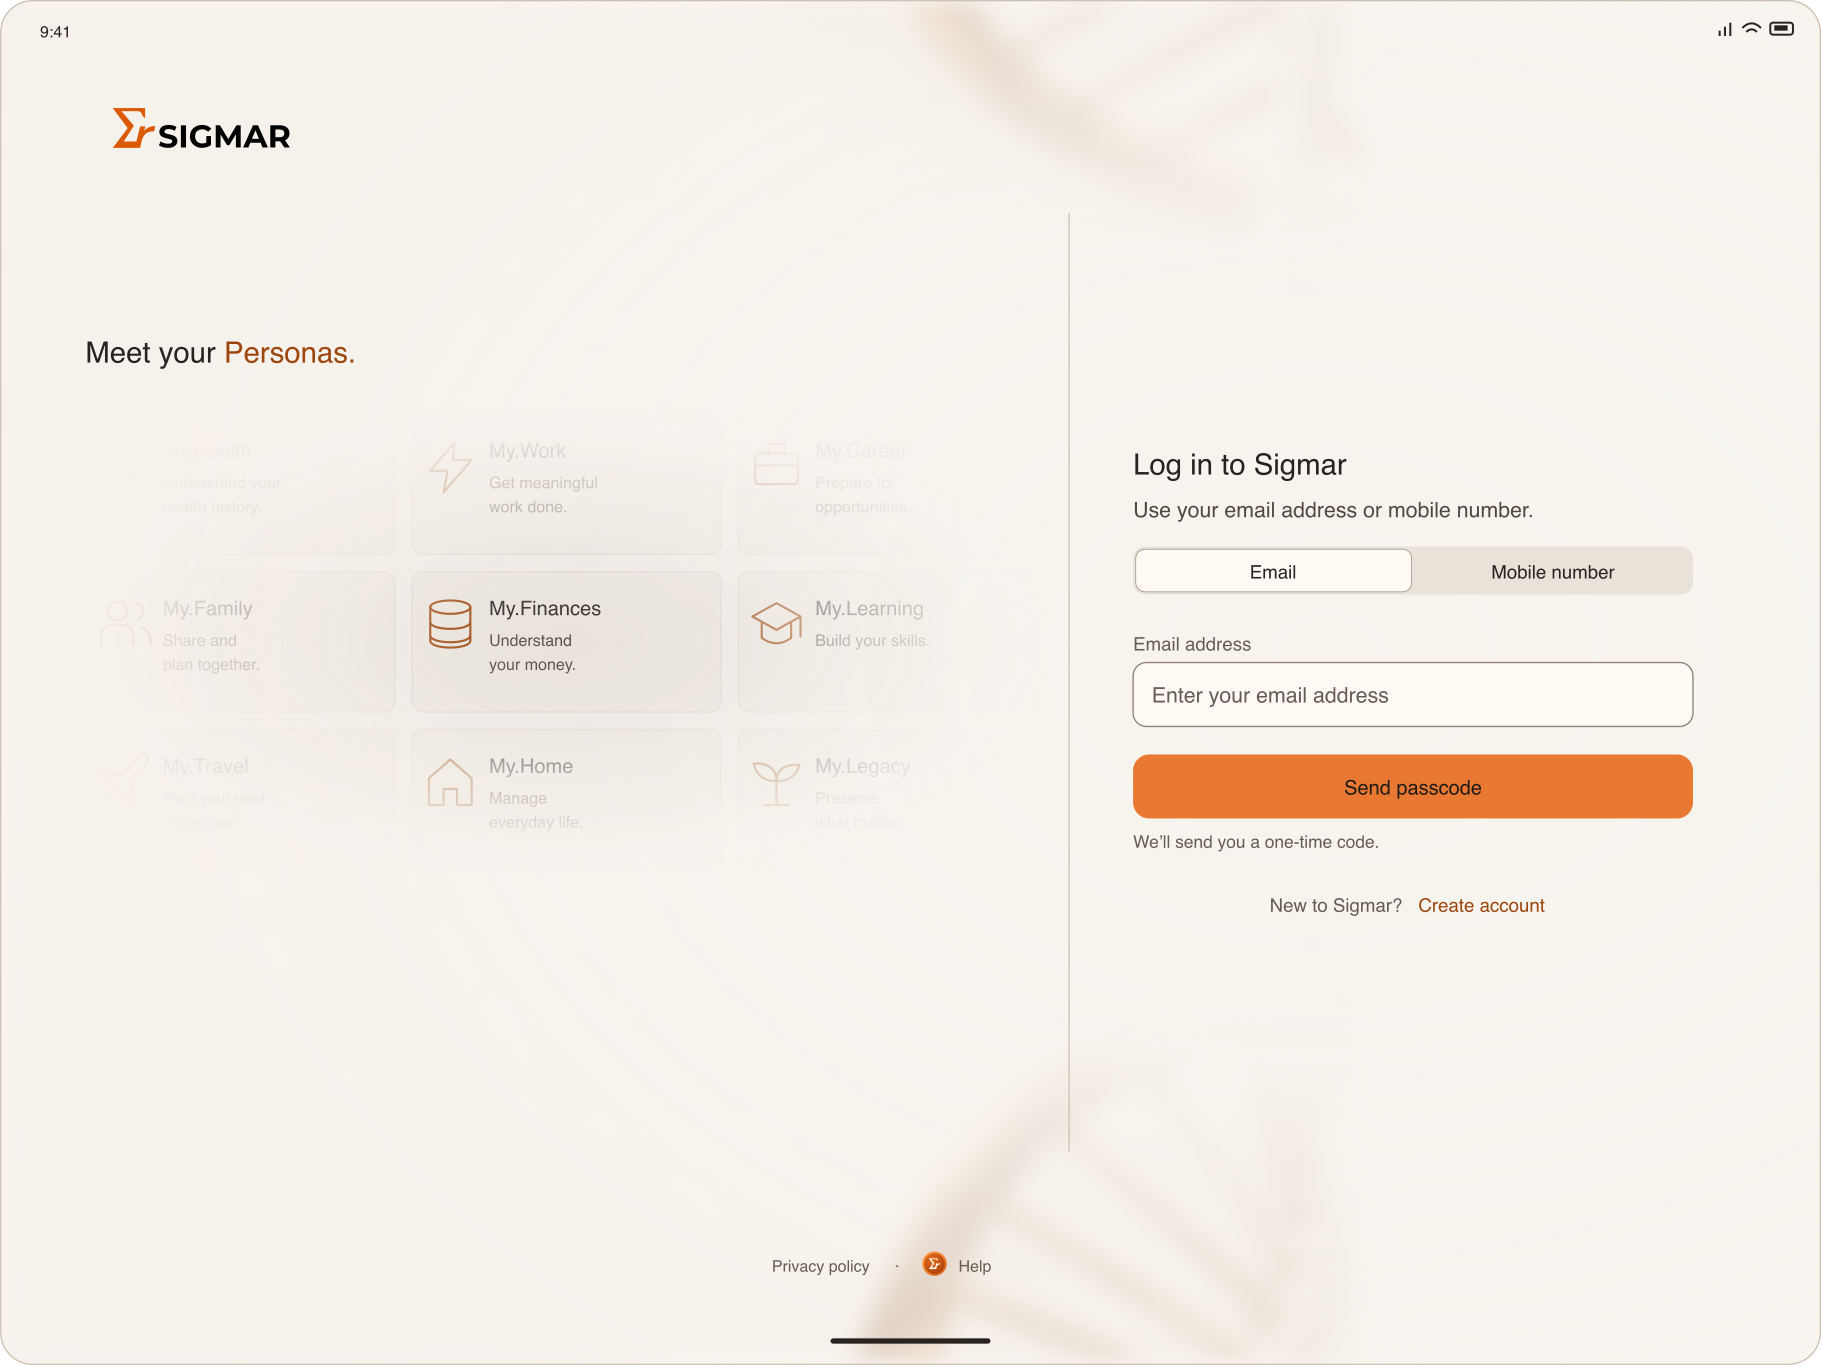 9:41
Σr SIGMAR
Meet your Personas.
My.Health
Understand your
health history.
My.Work
Get meaningful
work done.
My.Career
Prepare for
opportunities.
My.Family
Share and
plan together.
My.Finances
Understand
your money.
My.Learning
Build your skills.
My.Travel
Plan your next
adventure.
My.Home
Manage
everyday life.
My.Legacy
Preserve
what matters.
Log in to Sigmar
Use your email address or mobile number.
Email
Mobile number
Email address
Enter your email address
Send passcode
We’ll send you a one-time code.
New to Sigmar? Create account
Privacy policy · Σr Help